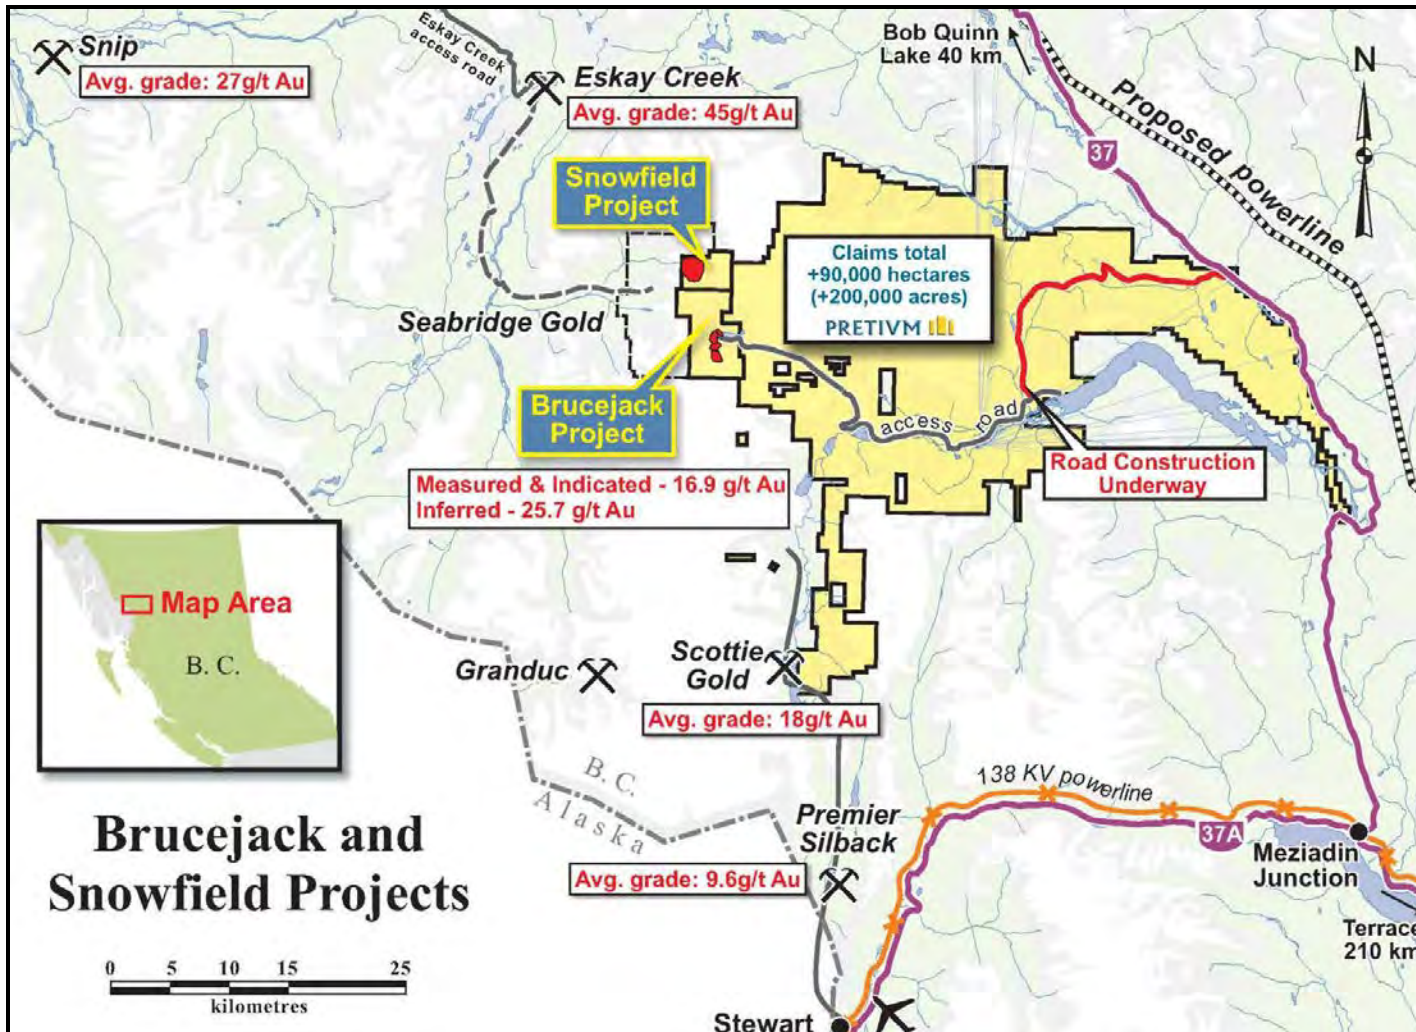 Snip
Avg. grade: 27g/t Au
Eskay Creek
access road
Eskay Creek
Avg. grade: 45g/t Au
Bob Quinn
Lake 40 km
N
37
Proposed powerline
Snowfield
Project
Claims total
+90,000 hectares
(+200,000 acres)
PRETIVM
Seabridge Gold
Brucejack
Project
access road
Road Construction
Underway
Measured & Indicated - 16.9 g/t Au
Inferred - 25.7 g/t Au
Map Area
B. C.
Granduc
Scottie
Gold
Avg. grade: 18g/t Au
B. C.
Alaska
138 KV powerline
37A
Premier
Silback
Avg. grade: 9.6g/t Au
Meziadin
Junction
Terrace
210 km
Brucejack and
Snowfield Projects
0 5 10 15 25
kilometres
Stewart